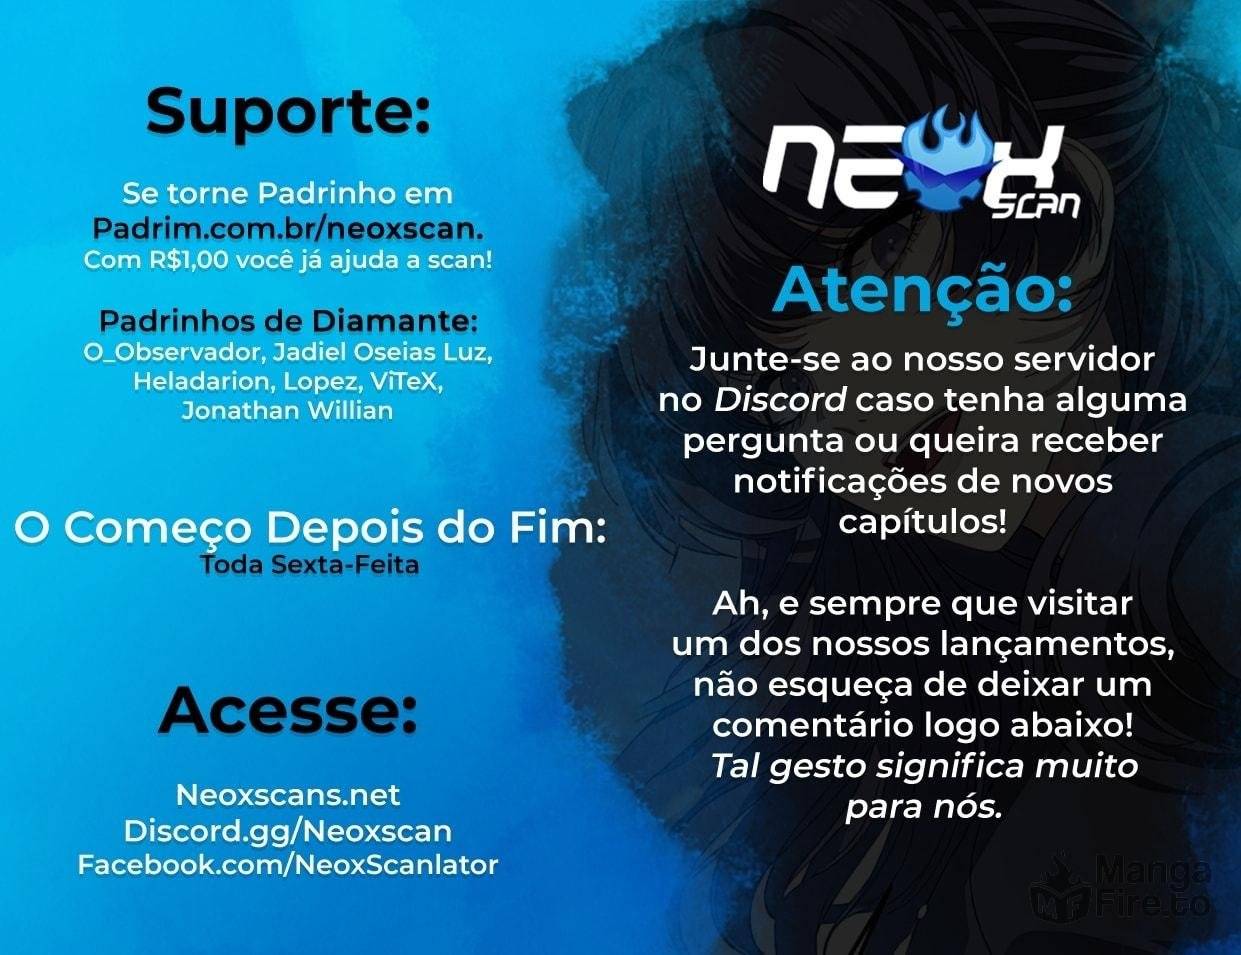 Suporte:
Se torne Padrinho em
Padrim.com.br/neoxscan.
Com R$1,00 você já ajuda a scan!
Padrinhos de Diamante:
O_Observador, Jadiel Oseias Luz,
Heladarion, Lopez, ViTeX,
Jonathan Willian
O Começo Depois do Fim:
Toda Sexta-Feita
Acesse:
Neoxscans.net
Discord.gg/Neoxscan
Facebook.com/NeoxScanlator
NEOX
SCAN
Atenção:
Junte-se ao nosso servidor
no Discord caso tenha alguma
pergunta ou queira receber
notificações de novos
capítulos!
Ah, e sempre que visitar
um dos nossos lançamentos,
não esqueça de deixar um
comentário logo abaixo!
Tal gesto significa muito
para nós.
Manga
MF Fire.to